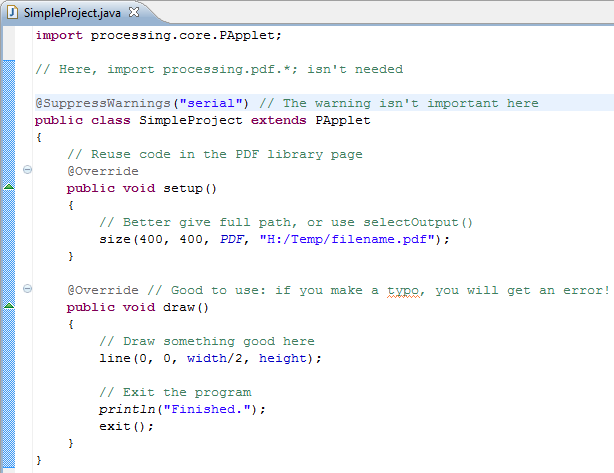 SimpleProject.java
import processing.core.PApplet;
// Here, import processing.pdf.*; isn't needed
@SuppressWarnings("serial") // The warning isn't important here
public class SimpleProject extends PApplet
{
// Reuse code in the PDF library page
@Override
public void setup()
{
// Better give full path, or use selectOutput()
size(400, 400, PDF, "H:/Temp/filename.pdf");
}
@Override // Good to use: if you make a typo, you will get an error!
public void draw()
{
// Draw something good here
line(0, 0, width/2, height);
// Exit the program
println("Finished.");
exit();
}
}